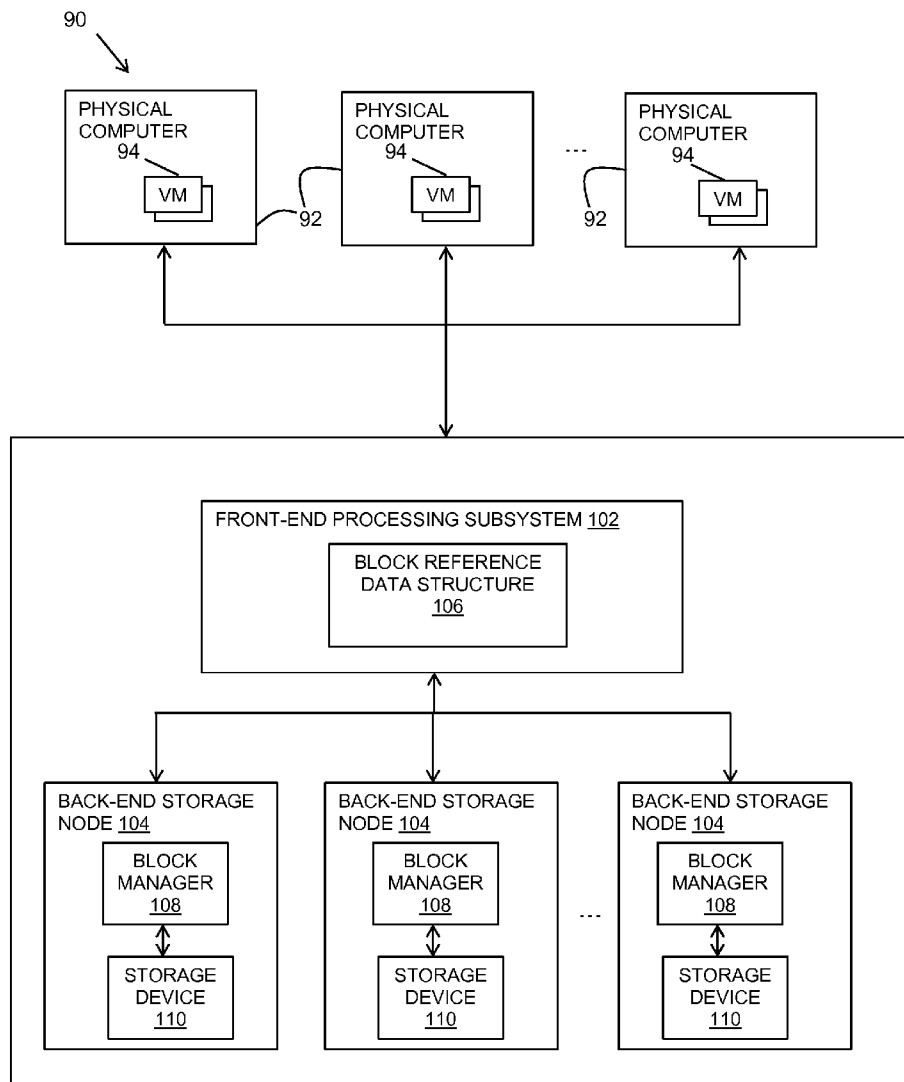 90
PHYSICAL
COMPUTER
94
VM
PHYSICAL
COMPUTER
94
VM
...
PHYSICAL
COMPUTER
94
VM
92
92
FRONT-END PROCESSING SUBSYSTEM 102
BLOCK REFERENCE
DATA STRUCTURE
106
BACK-END STORAGE
NODE 104
BLOCK
MANAGER
108
STORAGE
DEVICE
110
BACK-END STORAGE
NODE 104
BLOCK
MANAGER
108
STORAGE
DEVICE
110
...
BACK-END STORAGE
NODE 104
BLOCK
MANAGER
108
STORAGE
DEVICE
110